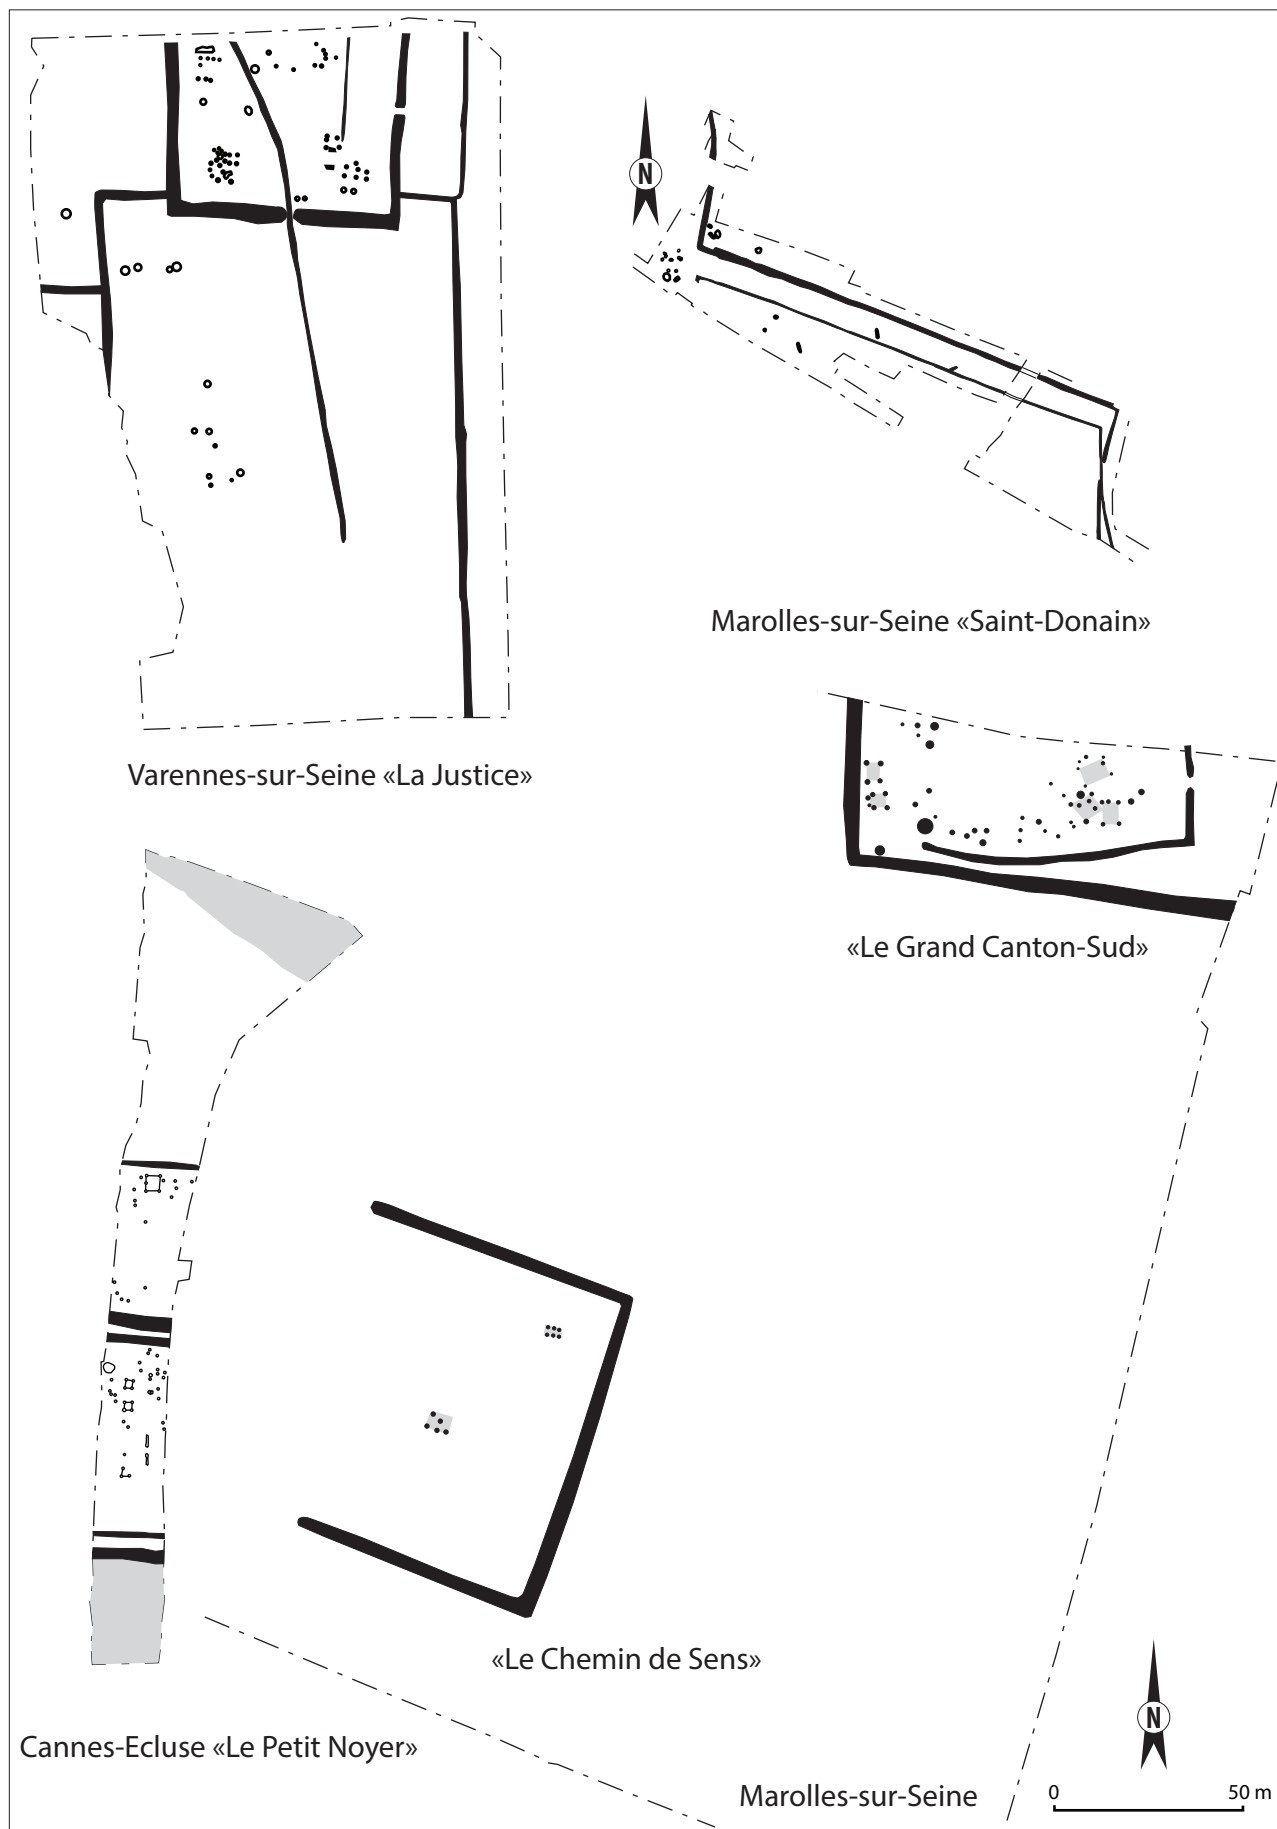 N
Marolles-sur-Seine «Saint-Donain»
Varennes-sur-Seine «La Justice»
«Le Grand Canton-Sud»
«Le Chemin de Sens»
N
Cannes-Ecluse «Le Petit Noyer»
Marolles-sur-Seine
0 50 m